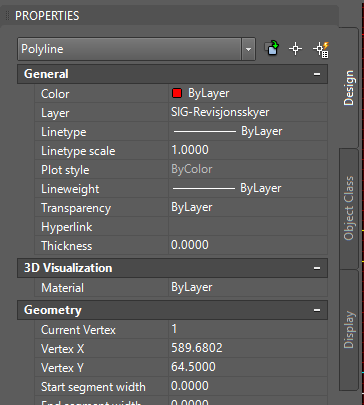 PROPERTIES
Polyline
General
Color ByLayer
Layer SIG-Revisjonsskyer
Linetype ByLayer
Linetype scale 1.0000
Plot style ByColor
Lineweight ByLayer
Transparency ByLayer
Hyperlink
Thickness 0.0000
3D Visualization
Material ByLayer
Geometry
Current Vertex 1
Vertex X 589.6802
Vertex Y 64.5000
Start segment width 0.0000
End segment width 0.0000
Design
Object Class
Display